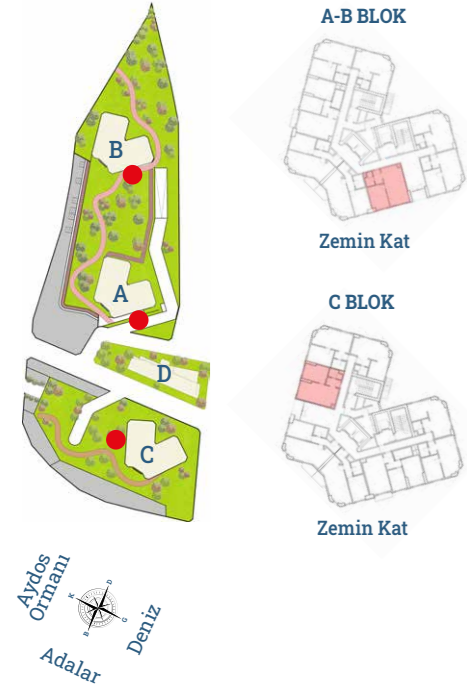 A-B BLOK
B
A
D
C
Zemin Kat
C BLOK
Zemin Kat
Aydos
Ormanı
K
D
B
G
Deniz
Adalar